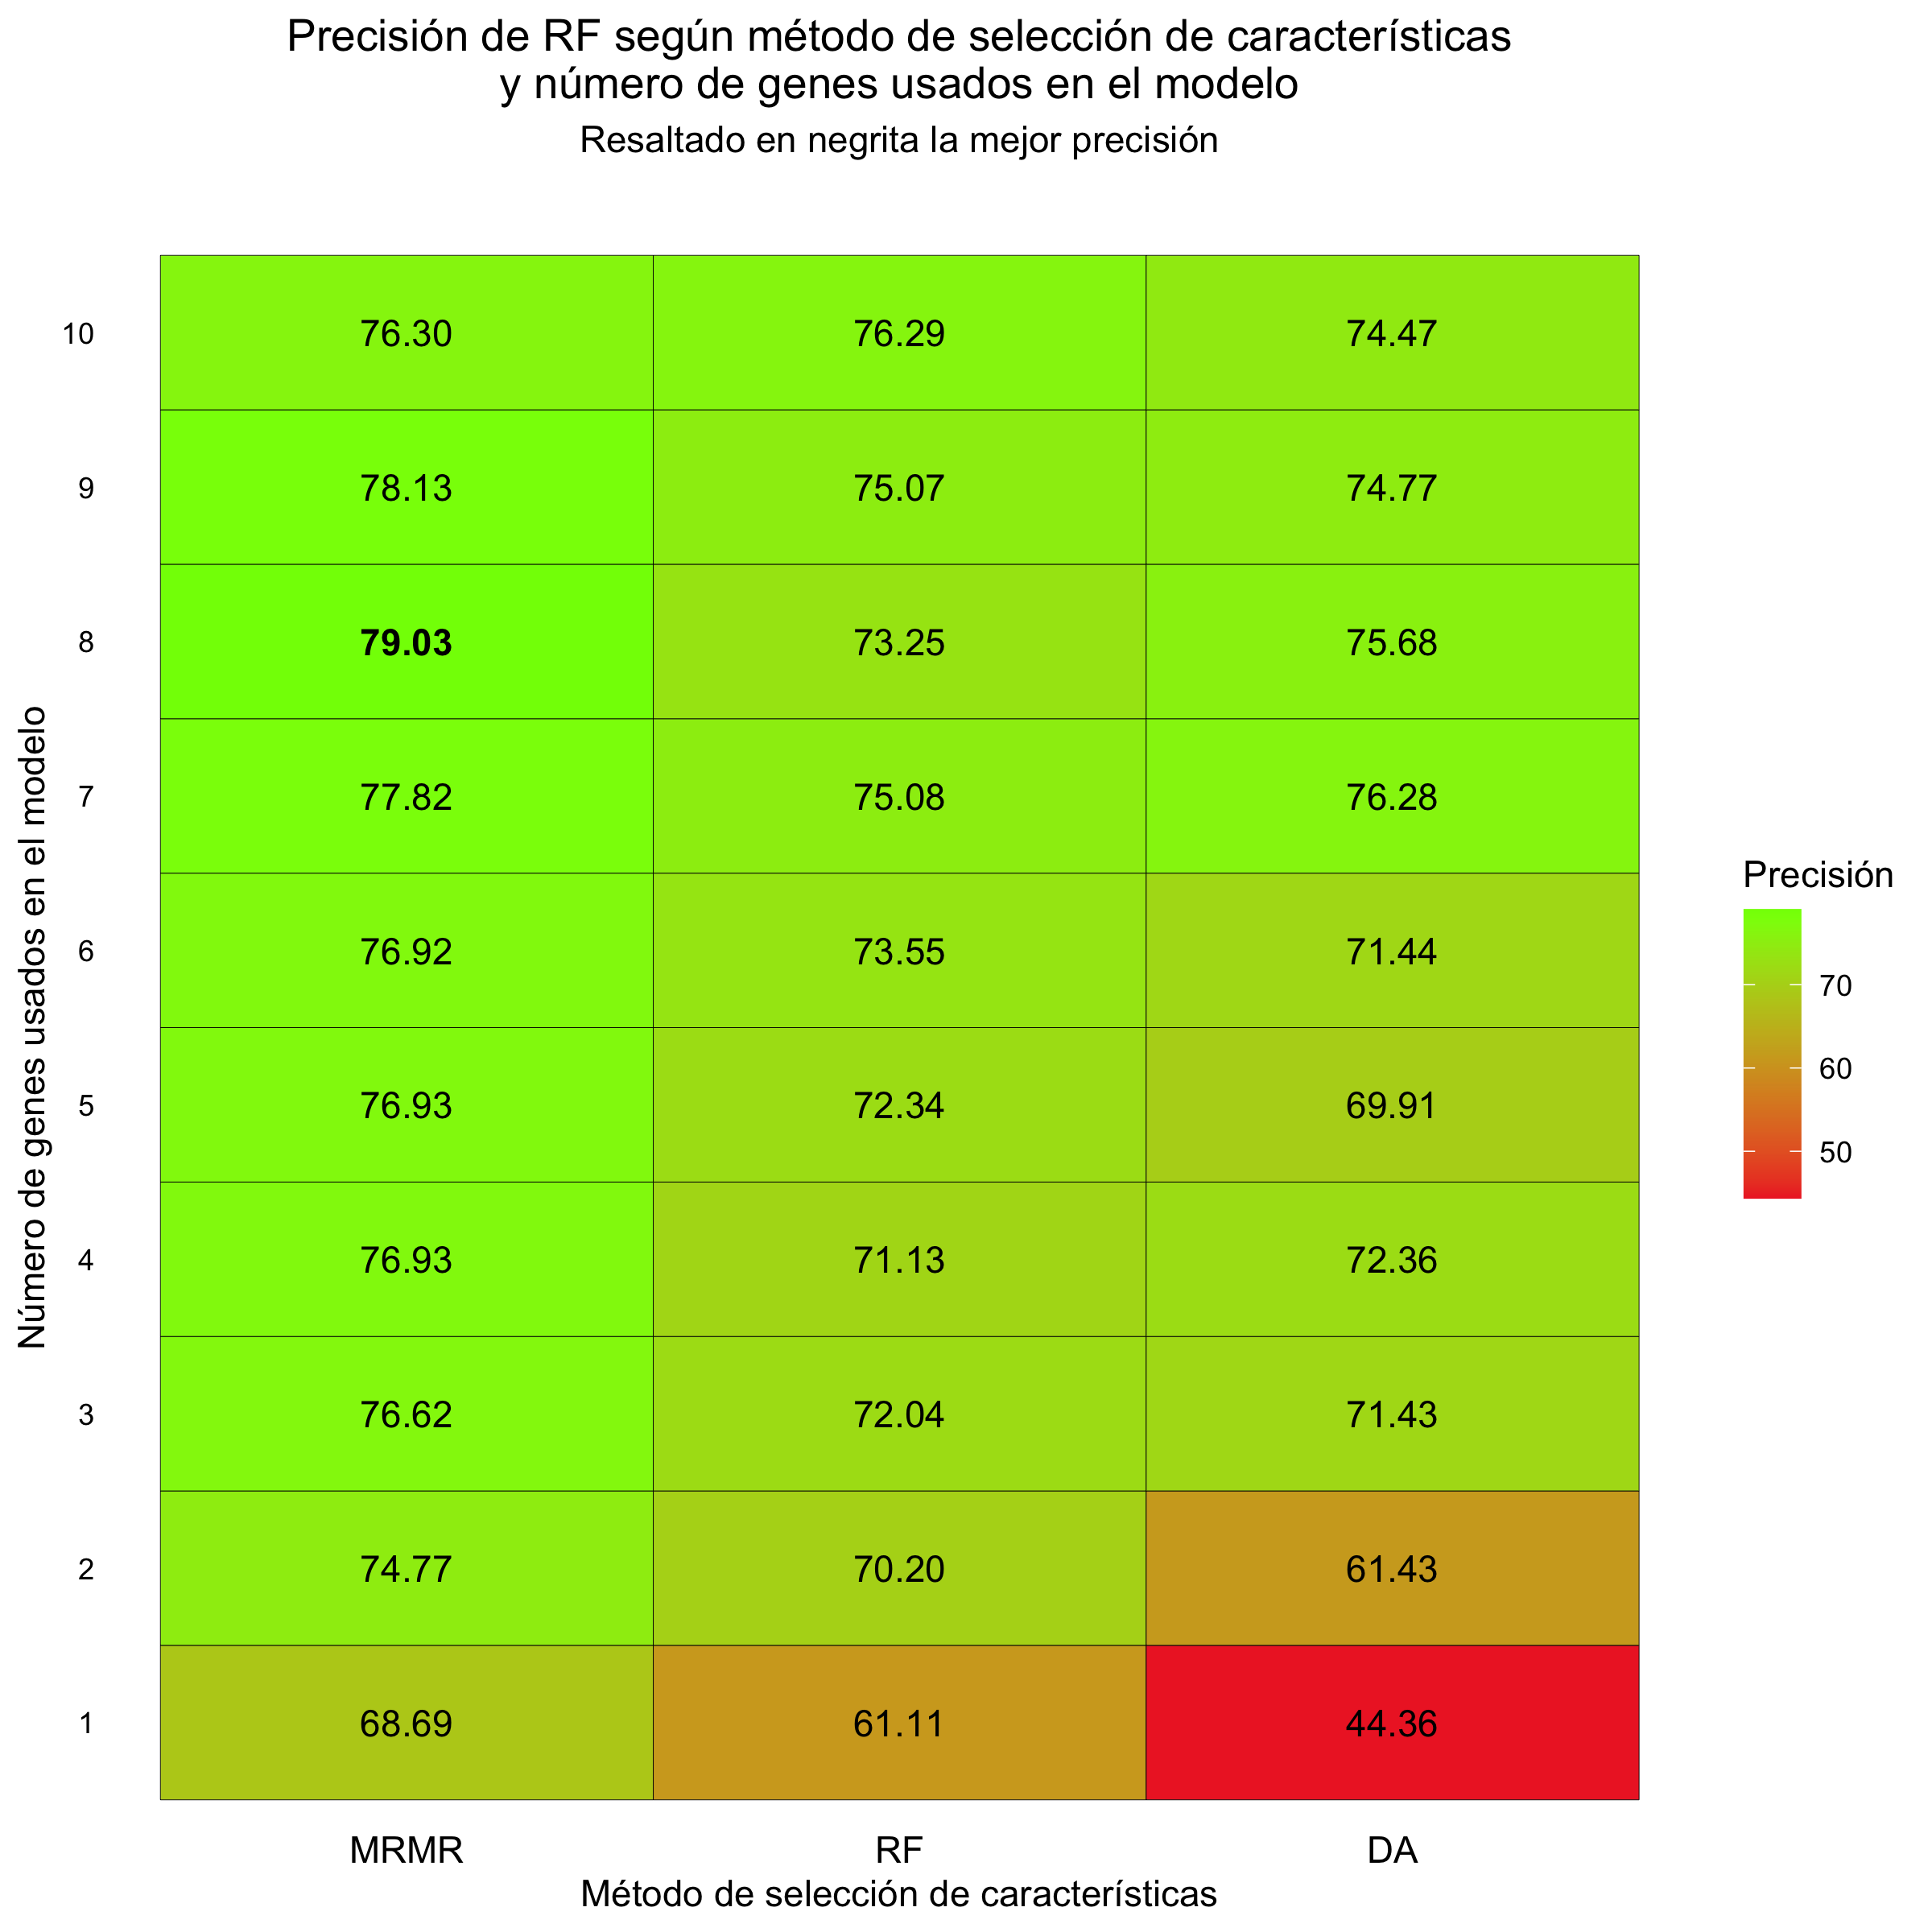 Precisión de RF según método de selección de características
y número de genes usados en el modelo
Resaltado en negrita la mejor precisión
Número de genes usados en el modelo
10 76.30 76.29 74.47
9 78.13 75.07 74.77
8 79.03 73.25 75.68
7 77.82 75.08 76.28
6 76.92 73.55 71.44
5 76.93 72.34 69.91
4 76.93 71.13 72.36
3 76.62 72.04 71.43
2 74.77 70.20 61.43
1 68.69 61.11 44.36
MRMR RF DA
Método de selección de características
Precisión
70
60
50